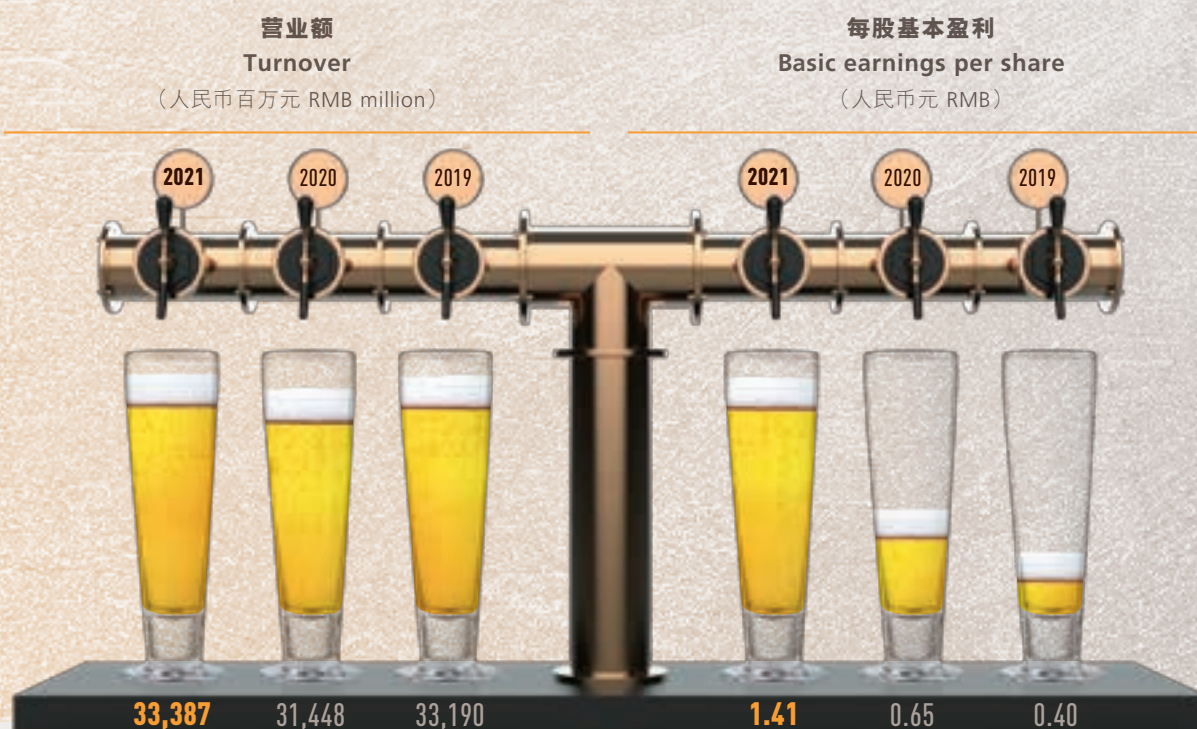 营业额
Turnover
（人民币百万元 RMB million）
2021 2020 2019
33,387 31,448 33,190
每股基本盈利
Basic earnings per share
（人民币元 RMB）
2021 2020 2019
1.41 0.65 0.40